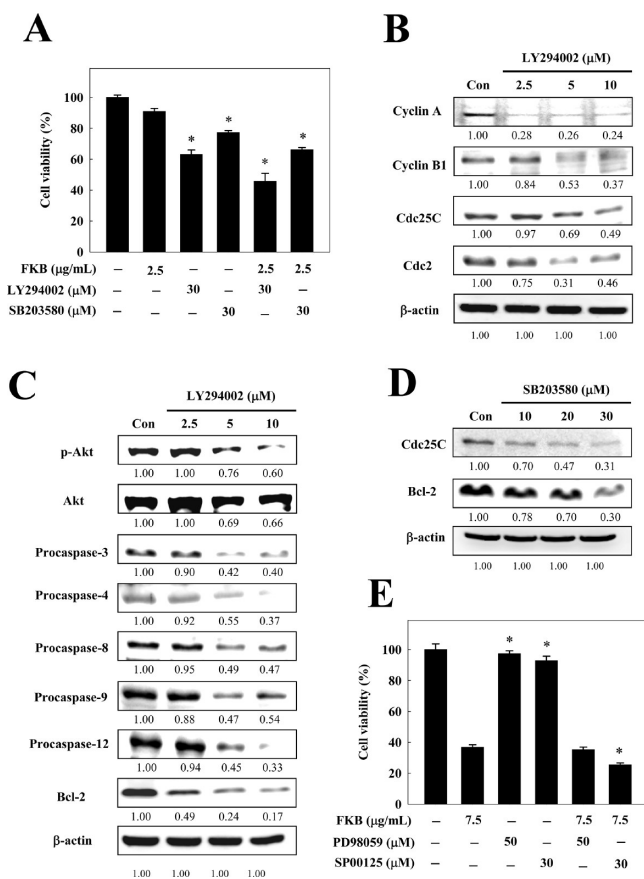 A
Cell viability (%)
120
100
80
60
40
20
0
* * * *
FKB (µg/mL) – 2.5 – – 2.5 2.5
LY294002 (µM) – – 30 – 30 –
SB203580 (µM) – – – 30 – 30
B
LY294002 (µM)
Con 2.5 5 10
Cyclin A
1.00 0.28 0.26 0.24
Cyclin B1
1.00 0.84 0.53 0.37
Cdc25C
1.00 0.97 0.69 0.49
Cdc2
1.00 0.75 0.31 0.46
β-actin
1.00 1.00 1.00 1.00
C
LY294002 (µM)
Con 2.5 5 10
p-Akt
1.00 1.00 0.76 0.60
Akt
1.00 1.00 0.69 0.66
Procaspase-3
1.00 0.90 0.42 0.40
Procaspase-4
1.00 0.92 0.55 0.37
Procaspase-8
1.00 0.95 0.49 0.47
Procaspase-9
1.00 0.88 0.47 0.54
Procaspase-12
1.00 0.94 0.45 0.33
Bcl-2
1.00 0.49 0.24 0.17
β-actin
1.00 1.00 1.00 1.00
D
SB203580 (µM)
Con 10 20 30
Cdc25C
1.00 0.70 0.47 0.31
Bcl-2
1.00 0.78 0.70 0.30
β-actin
1.00 1.00 1.00 1.00
E
Cell viability (%)
120
100
80
60
40
20
0
* * *
FKB (µg/mL) – 7.5 – – 7.5 7.5
PD98059 (µM) – – 50 – 50 –
SP00125 (µM) – – – 30 – 30